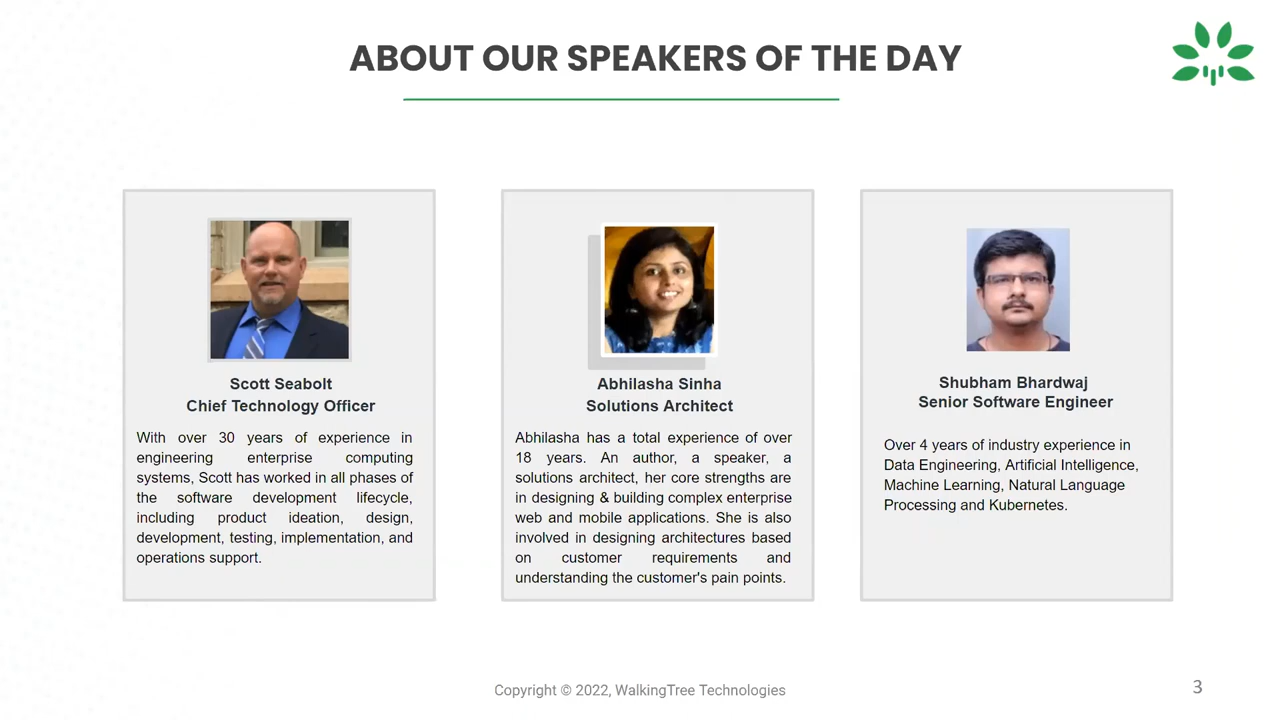 ABOUT OUR SPEAKERS OF THE DAY
Scott Seabolt
Chief Technology Officer
With over 30 years of experience in
engineering enterprise computing
systems, Scott has worked in all phases of
the software development lifecycle,
including product ideation, design,
development, testing, implementation, and
operations support.
Abhilasha Sinha
Solutions Architect
Abhilasha has a total experience of over
18 years. An author, a speaker, a
solutions architect, her core strengths are
in designing & building complex enterprise
web and mobile applications. She is also
involved in designing architectures based
on customer requirements and
understanding the customer's pain points.
Shubham Bhardwaj
Senior Software Engineer
Over 4 years of industry experience in
Data Engineering, Artificial Intelligence,
Machine Learning, Natural Language
Processing and Kubernetes.
Copyright © 2022, WalkingTree Technologies
3